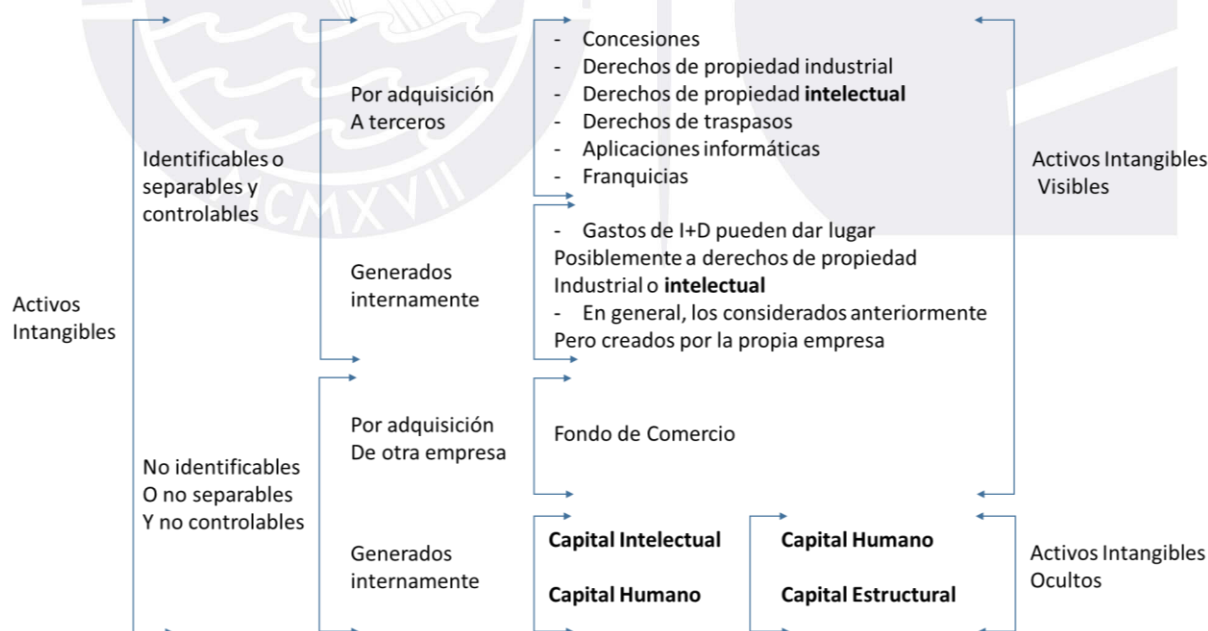 - Concesiones
- Derechos de propiedad industrial
- Derechos de propiedad intelectual
- Derechos de traspasos
- Aplicaciones informáticas
- Franquicias
Por adquisición
A terceros
Identificables o
separables y
controlables
Activos Intangibles
Visibles
MCMXVII
- Gastos de I+D pueden dar lugar
Posiblemente a derechos de propiedad
Industrial o intelectual
- En general, los considerados anteriormente
Pero creados por la propia empresa
Generados
internamente
Activos
Intangibles
Por adquisición
De otra empresa
Fondo de Comercio
No identificables
O no separables
Y no controlables
Generados
internamente
Capital Intelectual
Capital Humano
Capital Humano
Capital Estructural
Activos Intangibles
Ocultos